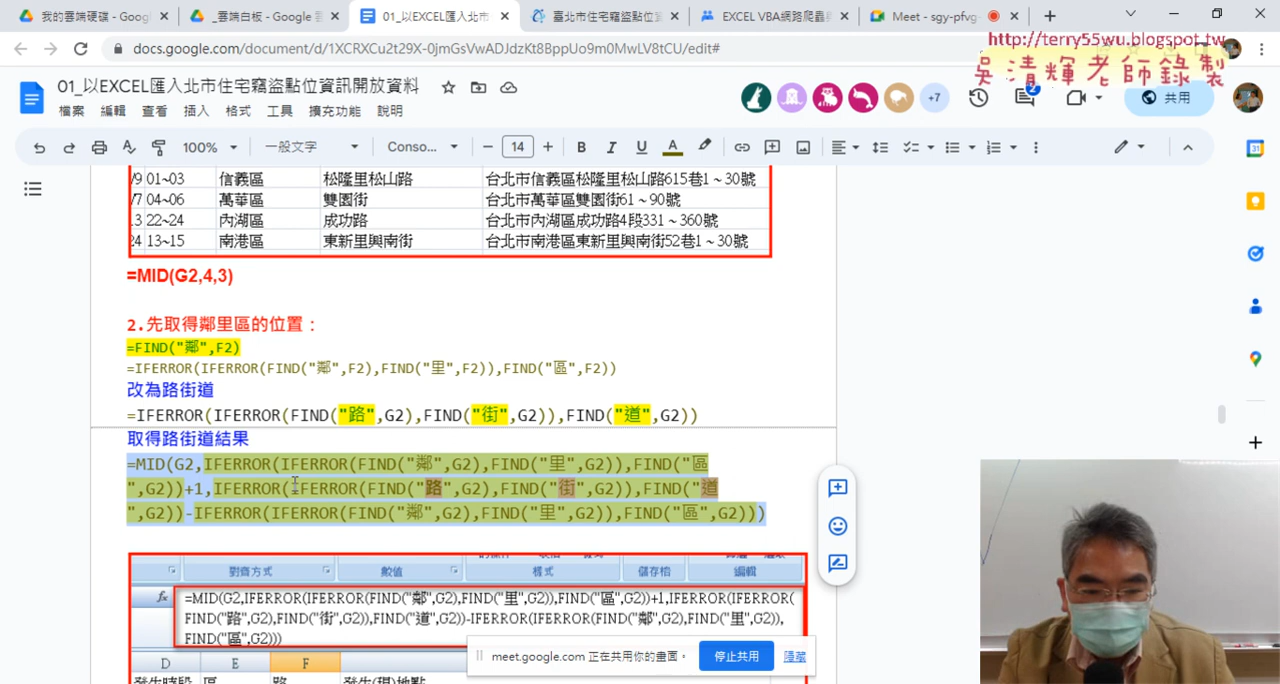 我的雲端硬碟 - Goog
_雲端白板 - Google 雲
01_以EXCEL匯入北市
臺北市住宅竊盜點位資
EXCEL VBA網路爬蟲
Meet - sgy-pfvg
docs.google.com/document/d/1XCRXCu2t29X-0jmGsVwADJdzKt8BppUo9m0MwLV8tCU/edit#
http://terry55wu.blogspot.tw
吳清輝老師錄製
01_以EXCEL匯入北市住宅竊盜點位資訊開放資料
檔案 編輯 查看 插入 格式 工具 擴充功能 說明
+7
2
共用
100% 一般文字 Conso... 14 B I U A
31
/9 01~03 信義區 松隆里松山路 台北市信義區松隆里松山路615巷1~30號
/7 04~06 萬華區 雙園街 台北市萬華區雙園街61~90號
13 22~24 內湖區 成功路 台北市內湖區成功路4段331~360號
24 13~15 南港區 東新里興南街 台北市南港區東新里興南街52巷1~30號
=MID(G2,4,3)
2.先取得鄰里區的位置：
=FIND("鄰",F2)
=IFERROR(IFERROR(FIND("鄰",F2),FIND("里",F2)),FIND("區",F2))
改為路街道
=IFERROR(IFERROR(FIND("路",G2),FIND("街",G2)),FIND("道",G2))
取得路街道結果
=MID(G2,IFERROR(IFERROR(FIND("鄰",G2),FIND("里",G2)),FIND("區
",G2))+1,IFERROR(IFERROR(FIND("路",G2),FIND("街",G2)),FIND("道
",G2))-IFERROR(IFERROR(FIND("鄰",G2),FIND("里",G2)),FIND("區",G2)))
對齊方式 數值 樣式 儲存格 編輯
fx
=MID(G2,IFERROR(IFERROR(FIND("鄰",G2),FIND("里",G2)),FIND("區",G2))+1,IFERROR(IFERROR(
FIND("路",G2),FIND("街",G2)),FIND("道",G2))-IFERROR(IFERROR(FIND("鄰",G2),FIND("里",G2)),
FIND("區",G2)))
D E F
發生時段 區 路 發生(現)地點
meet.google.com 正在共用你的畫面。 停止共用 隱藏